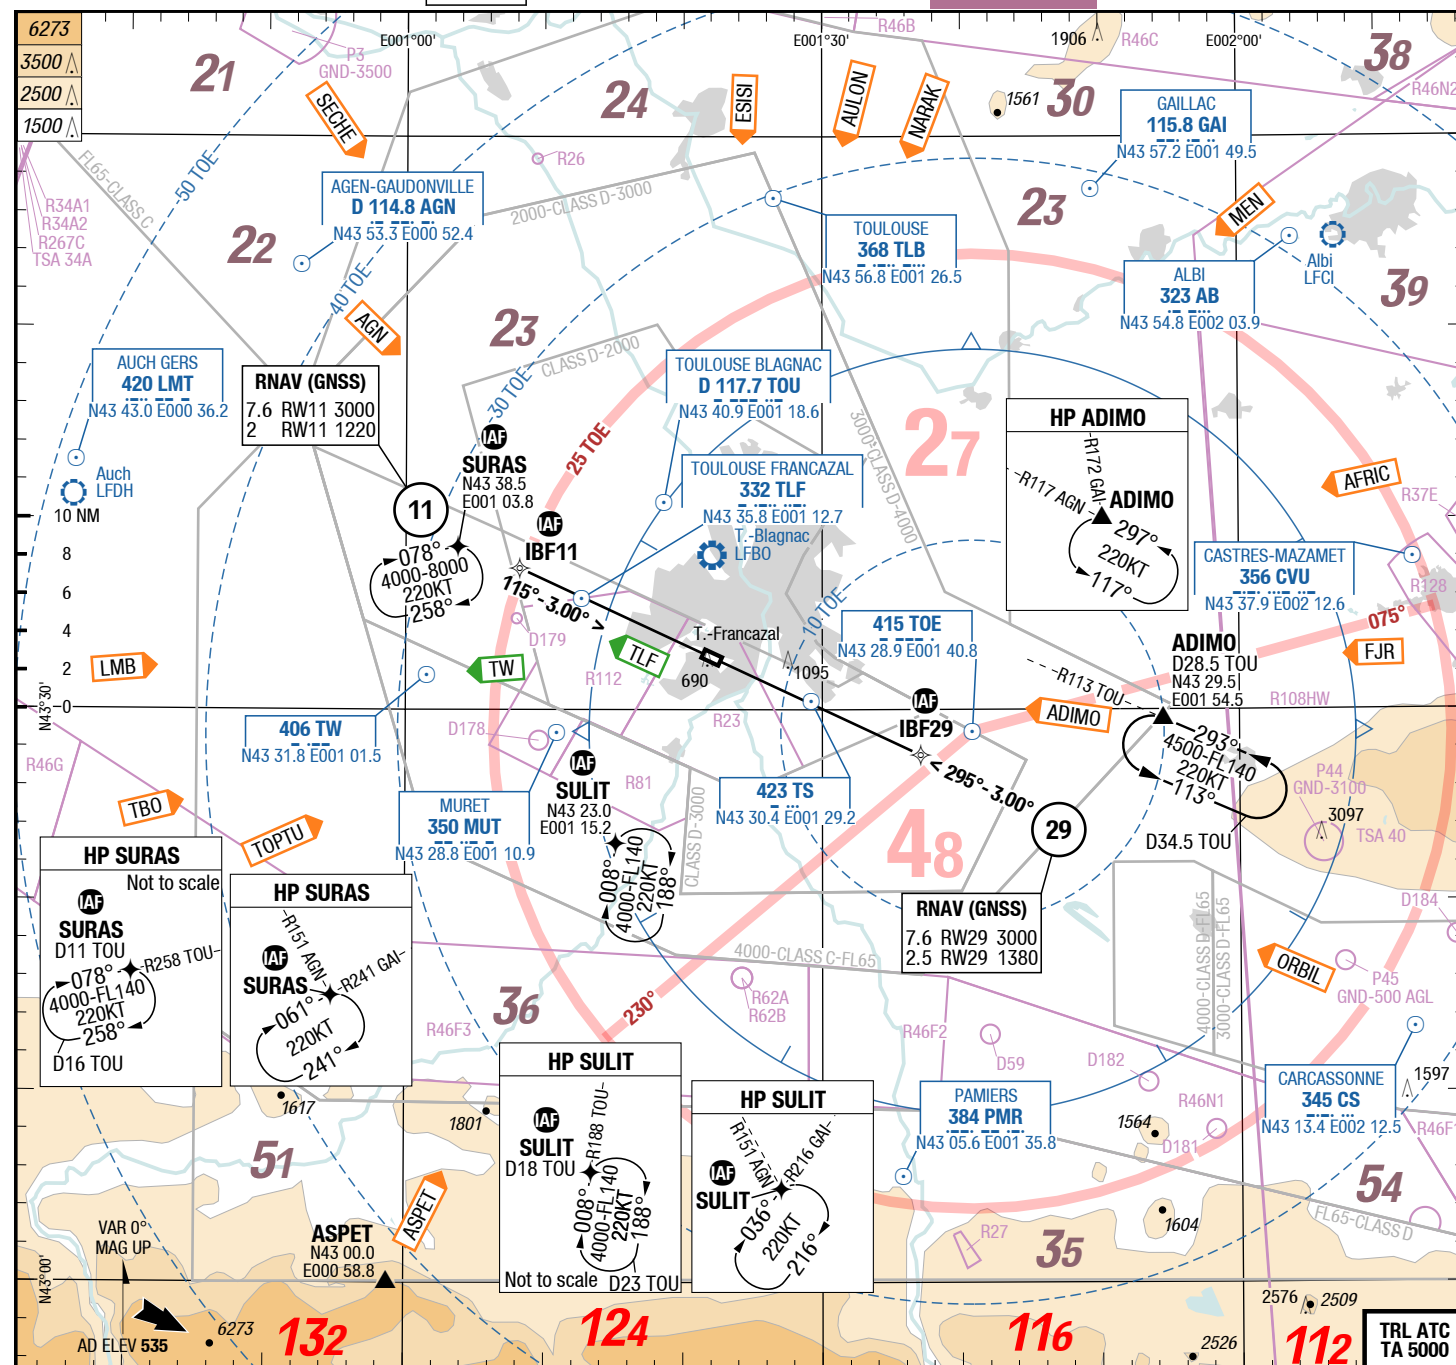 6273
3500
2500
1500
21
P3
GND-3500
E001°00'
24
E001°30'
R46B
1906
R46C
E002°00'
38
R46N2
SECHE
ESISI
AULON
NARAK
1561
30
GAILLAC
115.8 GAI
N43 57.2 E001 49.5
FL65-CLASS C
50 TOE
R26
2000-CLASS D-3000
R34A1
R34A2
R267C
TSA 34A
AGEN-GAUDONVILLE
D 114.8 AGN
N43 53.3 E000 52.4
22
23
MEN
TOULOUSE
368 TLB
N43 56.8 E001 26.5
Albi
LFCI
ALBI
323 AB
N43 54.8 E002 03.9
39
40 TOE
AGN
23
CLASS D-2000
30 TOE
AUCH GERS
420 LMT
N43 43.0 E000 36.2
RNAV (GNSS)
7.6 RW11 3000
2 RW11 1220
TOULOUSE BLAGNAC
D 117.7 TOU
N43 40.9 E001 18.6
25 TOE
3000-CLASS D-4000
27
HP ADIMO
R172 GAI
R117 AGN
ADIMO
297°
220KT
117°
IAF
SURAS
N43 38.5
E001 03.8
TOULOUSE FRANCAZAL
332 TLF
N43 35.8 E001 12.7
AFRIC
R37E
Auch
LFDH
11
IAF
IBF11
T.-Blagnac
LFBO
10 NM
8
6
4
2
0
078°
4000-8000
220KT
258°
115°-3.00° >
CASTRES-MAZAMET
356 CVU
N43 37.9 E002 12.6
R128
075°
10 TOE
415 TOE
N43 28.9 E001 40.8
D179
T.-Francazal
690
1095
ADIMO
D28.5 TOU
N43 29.5
E001 54.5
FJR
LMB
TW
TLF
R112
R113 TOU
R108HW
N43°30'
406 TW
N43 31.8 E001 01.5
D178
R23
IAF
IBF29
ADIMO
R46G
IAF
SULIT
N43 23.0
E001 15.2
R81
423 TS
N43 30.4 E001 29.2
< 295°-3.00°
293°
4500-FL140
220KT
113°
D34.5 TOU
P44
GND-3100
3097
TSA 40
TBO
TOPTU
MURET
350 MUT
N43 28.8 E001 10.9
CLASS D-3000
48
29
HP SURAS
Not to scale
IAF
SURAS
D11 TOU
R258 TOU
078°
4000-FL140
220KT
258°
D16 TOU
HP SURAS
R151 AGN
IAF
SURAS
R241 GAI
061°
220KT
241°
008°
4000-FL140
220KT
188°
RNAV (GNSS)
7.6 RW29 3000
2.5 RW29 1380
4000-CLASS C-FL65
4000-CLASS D-FL65
3000-CLASS D-FL65
D184
ORBIL
P45
GND-500 AGL
36
R62A
R62B
230°
R46F3
R46F2
D59
D182
HP SULIT
IAF
SULIT
D18 TOU
R188 TOU
008°
4000-FL140
220KT
188°
Not to scale
D23 TOU
HP SULIT
R151 AGN
IAF
SULIT
R216 GAI
036°
220KT
216°
PAMIERS
384 PMR
N43 05.6 E001 35.8
R46N1
1564
D181
CARCASSONNE
345 CS
N43 13.4 E002 12.5
1597
1617
1801
51
54
FL65-CLASS D
ASPET
VAR 0°
MAG UP
ASPET
N43 00.0
E000 58.8
N43°00'
R27
35
1604
AD ELEV 535
6273
132
124
116
2576
2509
2526
112
TRL ATC
TA 5000